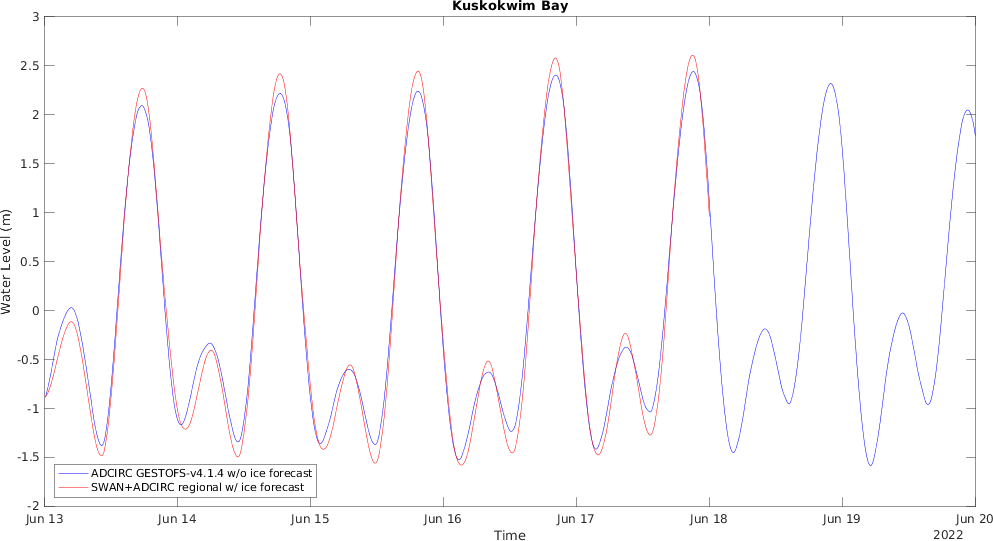 Kuskokwim Bay
3
2.5
2
1.5
1
0.5
0
-0.5
-1
-1.5
-2
Water Level (m)
ADCIRC GESTOFS-v4.1.4 w/o ice forecast
SWAN+ADCIRC regional w/ ice forecast
Jun 13 Jun 14 Jun 15 Jun 16 Jun 17 Jun 18 Jun 19 Jun 20
Time
2022